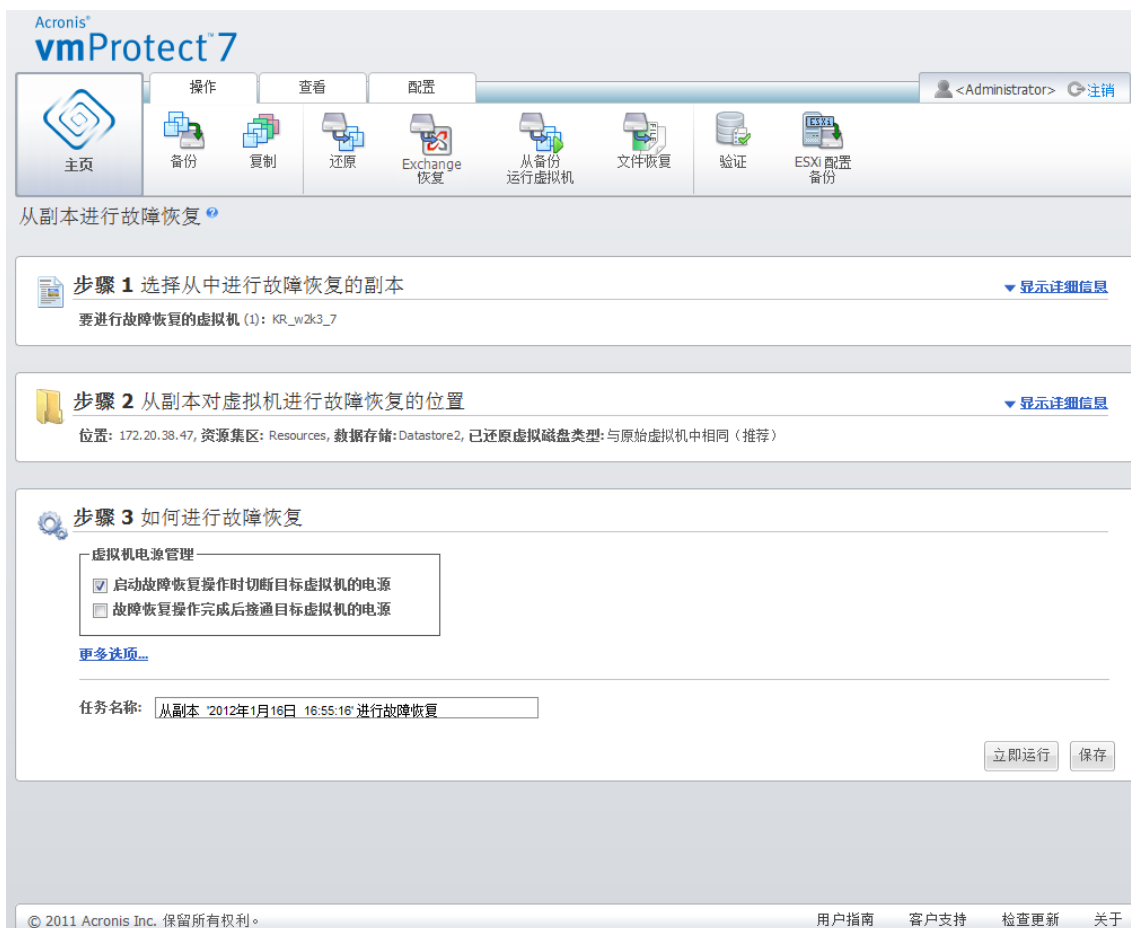 Acronis®
vmProtect™7
操作 查看 配置
<Administrator> 注销
主页
备份
复制
还原
Exchange
恢复
从备份
运行虚拟机
文件恢复
验证
ESXi
ESXi 配置
备份
从副本进行故障恢复
步骤 1 选择从中进行故障恢复的副本
显示详细信息
要进行故障恢复的虚拟机 (1): KR_w2k3_7
步骤 2 从副本对虚拟机进行故障恢复的位置
显示详细信息
位置: 172.20.38.47, 资源集区: Resources, 数据存储:Datastore2, 已还原虚拟磁盘类型:与原始虚拟机中相同（推荐）
步骤 3 如何进行故障恢复
虚拟机电源管理
启动故障恢复操作时切断目标虚拟机的电源
故障恢复操作完成后接通目标虚拟机的电源
更多选项...
任务名称: 从副本 '2012年1月16日 16:55:16' 进行故障恢复
立即运行 保存
© 2011 Acronis Inc. 保留所有权利。
用户指南 客户支持 检查更新 关于